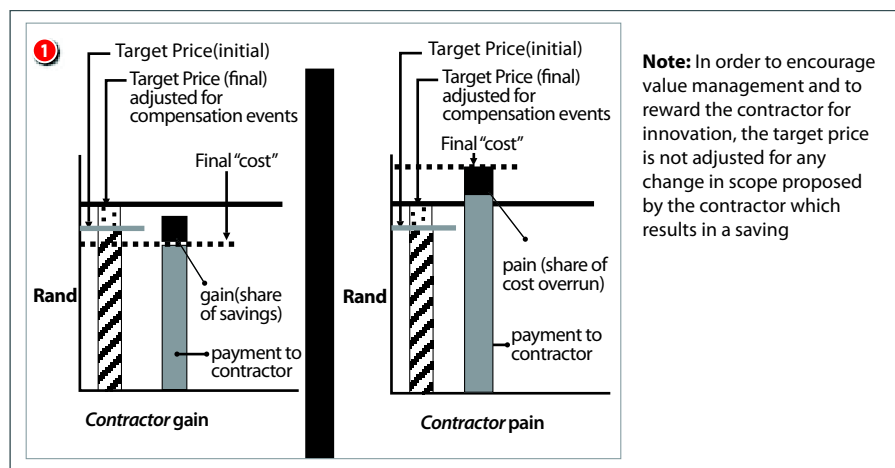 1
Target Price(initial)
Target Price (final)
adjusted for
compensation events
Final “cost”
Rand
gain(share
of savings)
payment to
contractor
Contractor gain
Target Price(initial)
Target Price (final)
adjusted for
compensation events
Final “cost”
Rand
pain (share of
cost overrun)
payment to
contractor
Contractor pain
Note: In order to encourage
value management and to
reward the contractor for
innovation, the target price
is not adjusted for any
change in scope proposed
by the contractor which
results in a saving